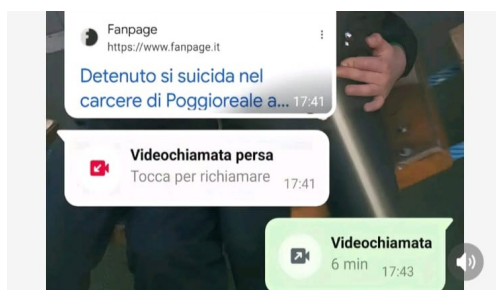 Fanpage
https://www.fanpage.it
Detenuto si suicida nel
carcere di Poggioreale a... 17:41
Videochiamata persa
Tocca per richiamare 17:41
Videochiamata
6 min 17:43